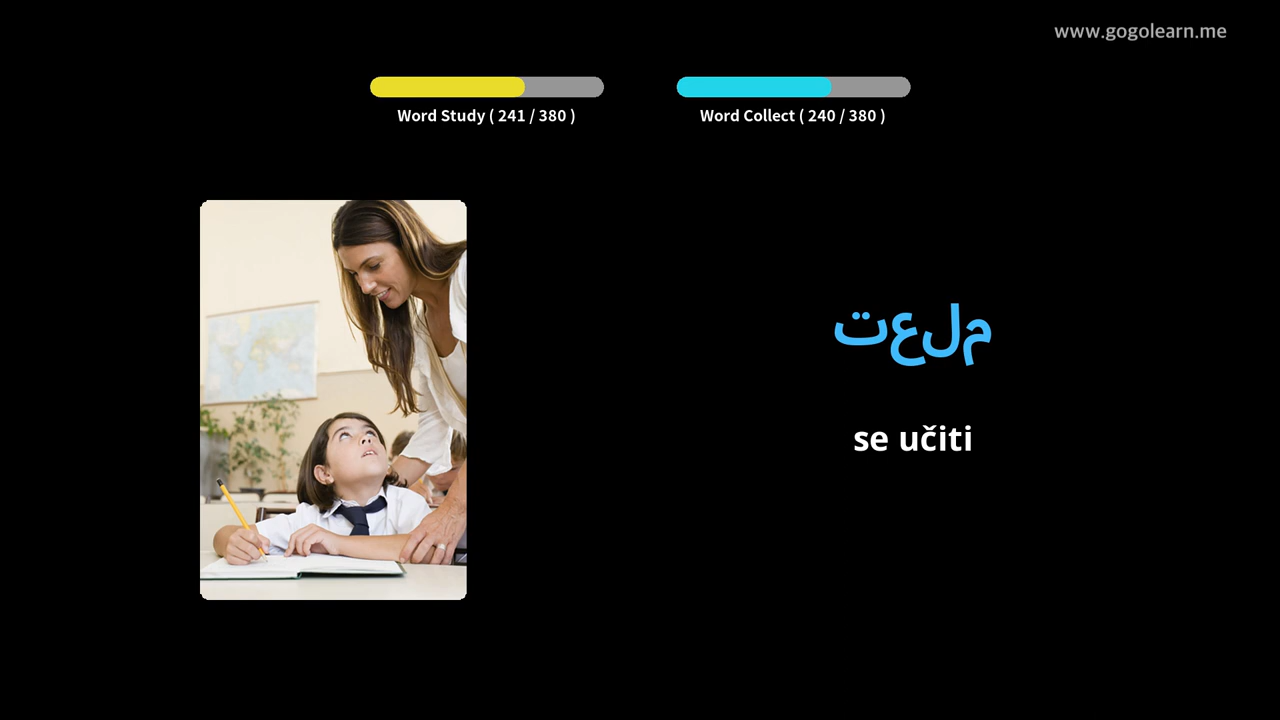 www.gogolearn.me
Word Study ( 241 / 380 )
Word Collect ( 240 / 380 )
تعلم
se učiti